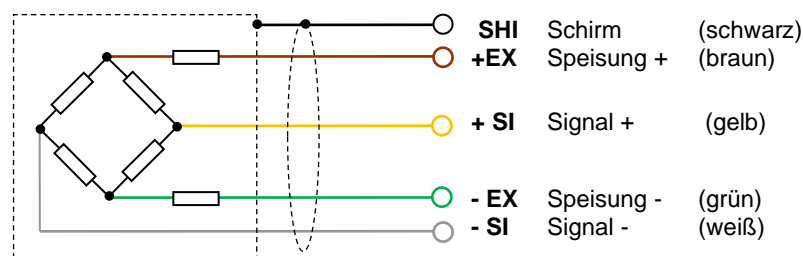 SHI Schirm (schwarz)
+EX Speisung + (braun)
+ SI Signal + (gelb)
- EX Speisung - (grün)
- SI Signal - (weiß)